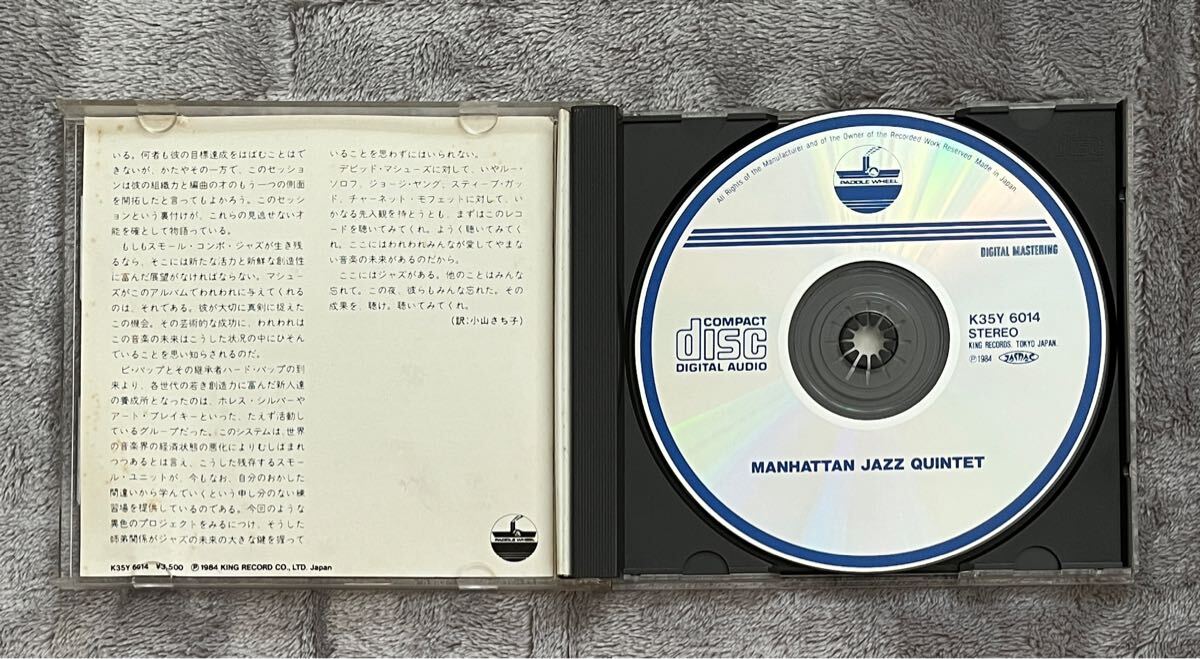 いる。何者も彼の目標達成をはばむことはで
きないが、かたやその一方で、このセッショ
ンは彼の組織力と編曲の才のもう一つの側面
を開拓したと言ってもよかろう。このセッ
ションという裏付けが、これらの見逃せない才
能を確として物語っている。
もしもスモール・コンボ・ジャズが生き残
るなら、そこには新たな活力と新鮮な創造性
に富んだ展望がなければならない。マシュー
ズがこのアルバムでわれわれに与えてくれる
のは、それである。彼が大切に真剣に捉えた
この機会。その芸術的な成功に、われわれは
この音楽の未来はこうした状況の中にひそん
でいることを思い知らされるのだ。
ビ・バップとその継承者ハード・バップの到
来より、各世代の若き創造力に富んだ新人達
の養成所となったのは、ホレス・シルバーや
アート・ブレイキーといった、たえず活動し
ているグループだった。このシステムは、世界
の音楽界の経済状態の悪化によりむしばまれ
つつあるとは言え、こうした残存するスモー
ル・ユニットが、今もなお、自分のおかした
間違いから学んでいくという申し分のない練
習場を提供しているのである。今回のような
異色のプロジェクトをみるにつけ、そうした
師弟関係がジャズの未来の大きな鍵を握って
いることを思わずにはいられない。
デビッド・マシューズに対して、いやルー・
ソロフ、ジョージ・ヤング、スティーブ・ガッ
ド、チャーネット・モフェットに対して、い
かなる先入観を待とうとも、まずはこのレコ
ードを聴いてみてくれ。ようく聴いてみてく
れ。ここにはわれわれみんなが愛してやまな
い音楽の未来があるのだから。
ここにはジャズがある。他のことはみんな
忘れて。この夜、彼らもみんな忘れた。その
成果を、聴け。聴いてみてくれ。
(訳：小山さち子)
PADDLE WHEEL
K35Y 6014 ¥3,500 Ⓟ 1984 KING RECORD CO., LTD. Japan
All Rights of the Manufacturer and of the Owner of the Recorded Work Reserved. Made in Japan.
PADDLE WHEEL
DIGITAL MASTERING
COMPACT
disc
DIGITAL AUDIO
K35Y 6014
STEREO
KING RECORDS. TOKYO JAPAN.
Ⓟ1984 JASRAC
MANHATTAN JAZZ QUINTET